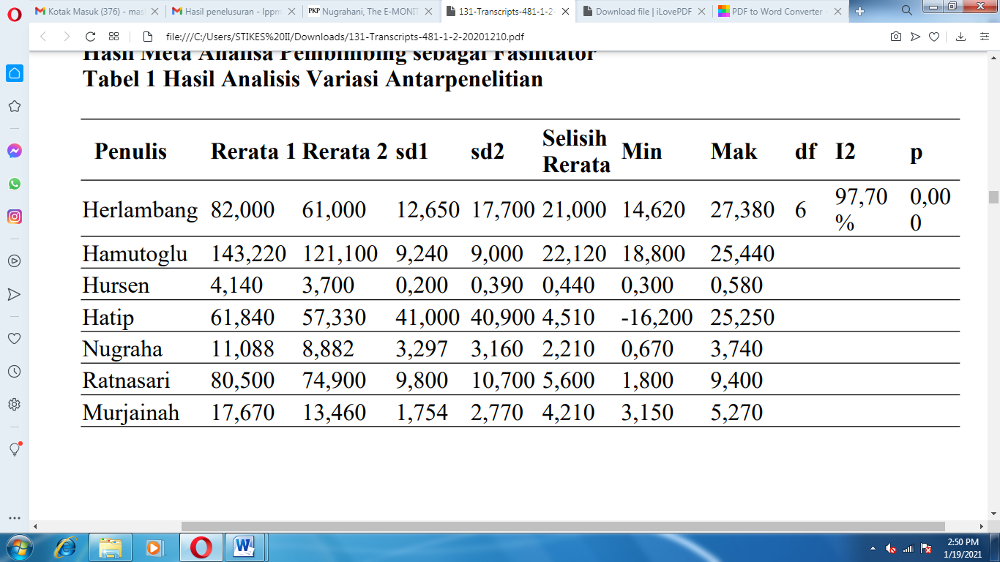 Kotak Masuk (376) - mas
Hasil penelusuran - lppm
PKP Nugrahani, The E-MONIT
131-Transcripts-481-1-2-
Download file | iLovePDF
PDF to Word Converter -
file:///C:/Users/STIKES%20II/Downloads/131-Transcripts-481-1-2-20201210.pdf
Hasil Meta Analisa Pembimbing sebagai Fasilitator
Tabel 1 Hasil Analisis Variasi Antarpenelitian
Penulis Rerata 1 Rerata 2 sd1 sd2 Selisih Rerata Min Mak df I2 p
Herlambang 82,000 61,000 12,650 17,700 21,000 14,620 27,380 6 97,70 % 0,00 0
Hamutoglu 143,220 121,100 9,240 9,000 22,120 18,800 25,440
Hursen 4,140 3,700 0,200 0,390 0,440 0,300 0,580
Hatip 61,840 57,330 41,000 40,900 4,510 -16,200 25,250
Nugraha 11,088 8,882 3,297 3,160 2,210 0,670 3,740
Ratnasari 80,500 74,900 9,800 10,700 5,600 1,800 9,400
Murjainah 17,670 13,460 1,754 2,770 4,210 3,150 5,270
2:50 PM
1/19/2021